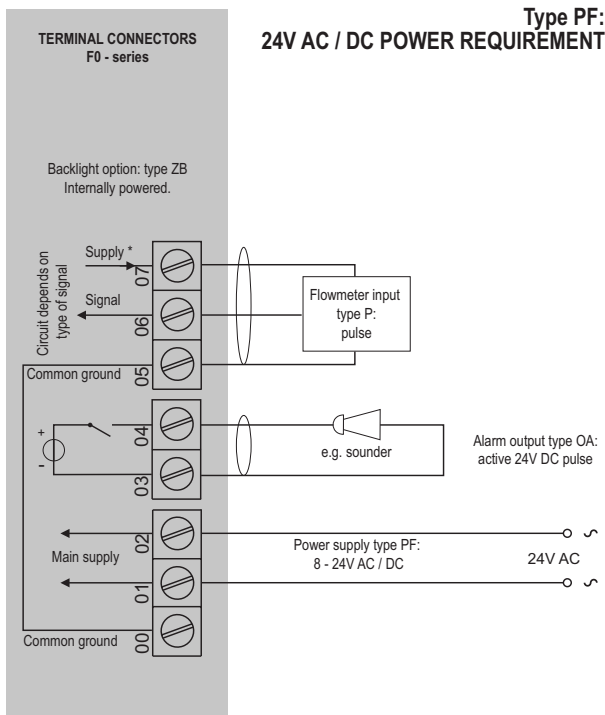 Type PF:
24V AC / DC POWER REQUIREMENT
TERMINAL CONNECTORS
F0 - series
Backlight option: type ZB
Internally powered.
Circuit depends on
type of signal
Supply *
07
Signal
06
Common ground
05
Flowmeter input
type P:
pulse
+
-
04
03
e.g. sounder
Alarm output type OA:
active 24V DC pulse
Main supply
02
01
Power supply type PF:
8 - 24V AC / DC
24V AC
Common ground
00